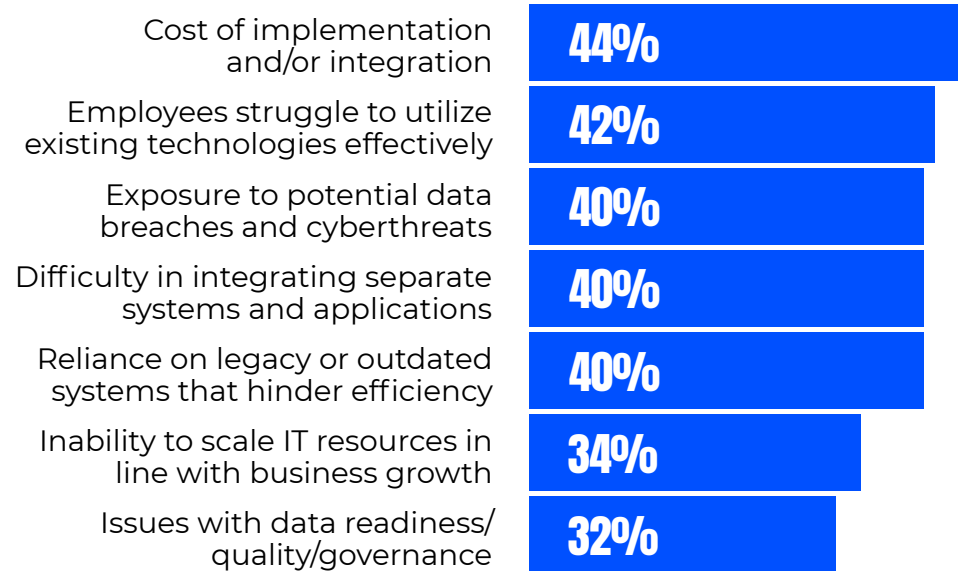 Cost of implementation
and/or integration
44%
Employees struggle to utilize
existing technologies effectively
42%
Exposure to potential data
breaches and cyberthreats
40%
Difficulty in integrating separate
systems and applications
40%
Reliance on legacy or outdated
systems that hinder efficiency
40%
Inability to scale IT resources in
line with business growth
34%
Issues with data readiness/
quality/governance
32%